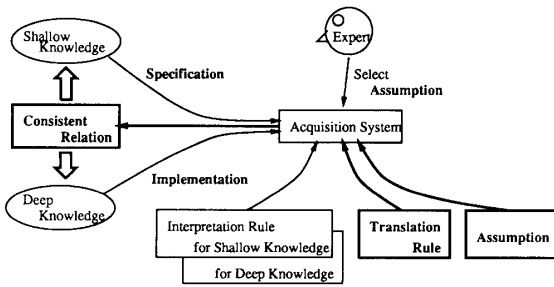 Shallow
Knowledge
Expert
Specification
Select
Assumption
Consistent
Relation
Acquisition System
Implementation
Deep
Knowledge
Interpretation Rule
for Shallow Knowledge
for Deep Knowledge
Translation
Rule
Assumption